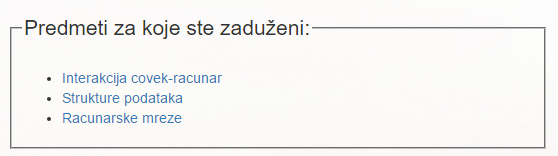 Predmeti za koje ste zaduženi:
Interakcija covek-racunar
Strukture podataka
Racunarske mreze